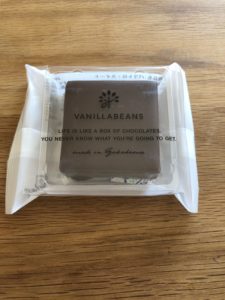 VANILLABEANS
LIFE IS LIKE A BOX OF CHOCOLATES.
YOU NEVER KNOW WHAT YOU'RE GOING TO GET.
made in Yokohama